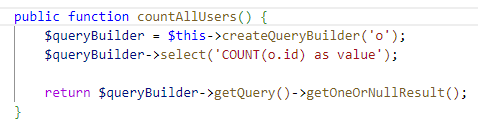 public function countAllUsers() {
    $queryBuilder = $this->createQueryBuilder('o');
    $queryBuilder->select('COUNT(o.id) as value');

    return $queryBuilder->getQuery()->getOneOrNullResult();
}